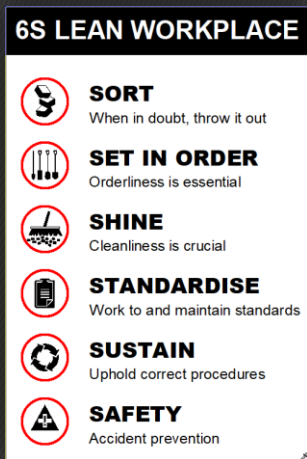 6S LEAN WORKPLACE
SORT
When in doubt, throw it out
SET IN ORDER
Orderliness is essential
SHINE
Cleanliness is crucial
STANDARDISE
Work to and maintain standards
SUSTAIN
Uphold correct procedures
SAFETY
Accident prevention